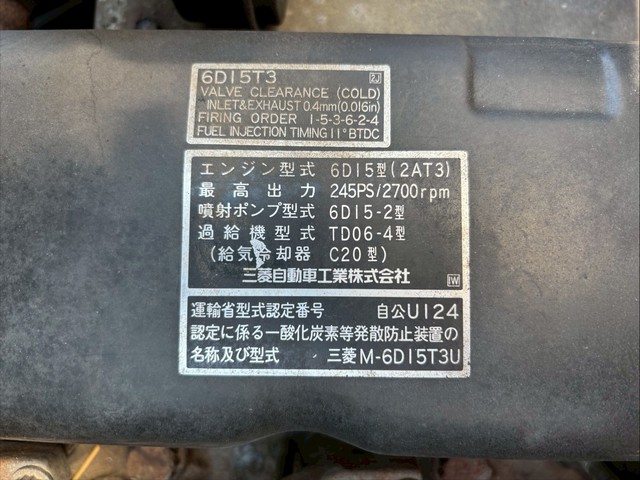 6D15T3 2J
VALVE CLEARANCE (COLD)
INLET&EXHAUST 0.4mm(0.016in)
FIRING ORDER 1-5-3-6-2-4
FUEL INJECTION TIMING 11° BTDC
エンジン型式 6D15型(2AT3)
最高出力 245PS/2700rpm
噴射ポンプ型式 6D15-2型
過給機型式 TD06-4型
(給気冷却器 C20型)
三菱自動車工業株式会社 IW
運輸省型式認定番号 自公U124
認定に係る一酸化炭素等発散防止装置の
名称及び型式 三菱M-6D15T3U